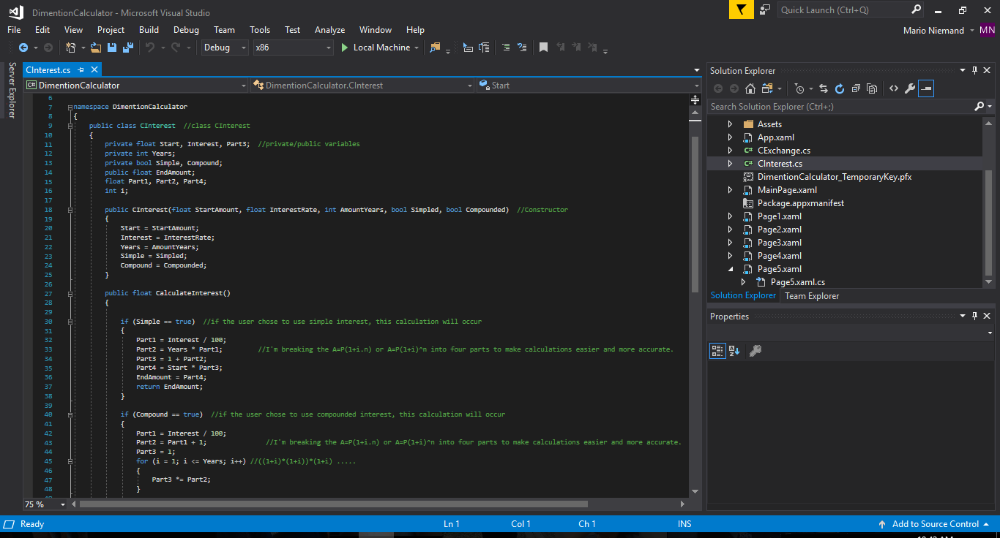 DimentionCalculator - Microsoft Visual Studio
Quick Launch (Ctrl+Q)
File Edit View Project Build Debug Team Tools Test Analyze Window Help
Mario Niemand MN
Debug x86 Local Machine
Server Explorer
CInterest.cs
C# DimentionCalculator DimentionCalculator.CInterest Start
6
7 namespace DimentionCalculator
8 {
9 public class CInterest //class CInterest
10 {
11 private float Start, Interest, Part3; //private/public variables
12 private int Years;
13 private bool Simple, Compound;
14 public float EndAmount;
15 float Part1, Part2, Part4;
16 int i;
17
18 public CInterest(float StartAmount, float InterestRate, int AmountYears, bool Simpled, bool Compounded) //Constructor
19 {
20 Start = StartAmount;
21 Interest = InterestRate;
22 Years = AmountYears;
23 Simple = Simpled;
24 Compound = Compounded;
25 }
26
27 public float CalculateInterest()
28 {
29
30 if (Simple == true) //if the user chose to use simple interest, this calculation will occur
31 {
32 Part1 = Interest / 100;
33 Part2 = Years * Part1; //I'm breaking the A=P(1+i.n) or A=P(1+i)^n into four parts to make calculations easier and more accurate.
34 Part3 = 1 + Part2;
35 Part4 = Start * Part3;
36 EndAmount = Part4;
37 return EndAmount;
38 }
39
40 if (Compound == true) //if the user chose to use compounded interest, this calculation will occur
41 {
42 Part1 = Interest / 100;
43 Part2 = Part1 + 1; //I'm breaking the A=P(1+i.n) or A=P(1+i)^n into four parts to make calculations easier and more accurate.
44 Part3 = 1;
45 for (i = 1; i <= Years; i++) //((1+i)*(1+i))*(1+i) .....
46 {
47 Part3 *= Part2;
48 }
75 %
Solution Explorer
Search Solution Explorer (Ctrl+;)
Assets
App.xaml
C# CExchange.cs
C# CInterest.cs
DimentionCalculator_TemporaryKey.pfx
MainPage.xaml
Package.appxmanifest
Page1.xaml
Page2.xaml
Page3.xaml
Page4.xaml
Page5.xaml
Page5.xaml.cs
Solution Explorer Team Explorer
Properties
Ready Ln 1 Col 1 Ch 1 INS Add to Source Control